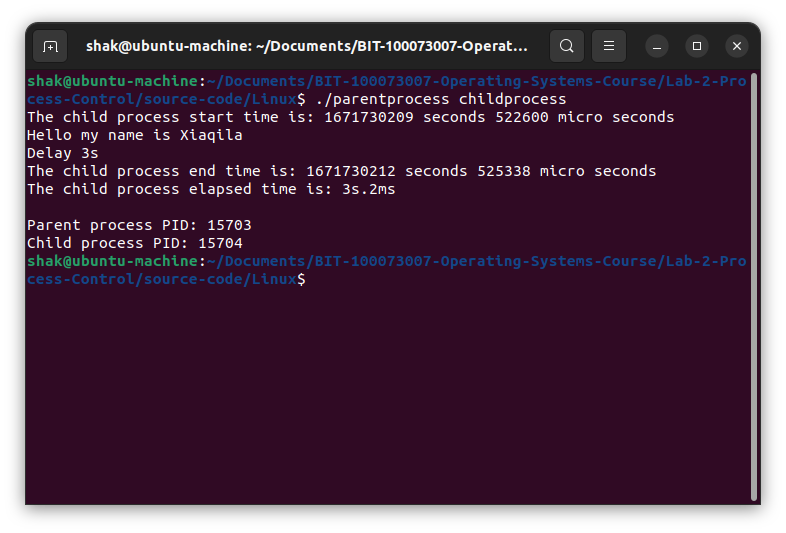 shak@ubuntu-machine: ~/Documents/BIT-100073007-Operat...
shak@ubuntu-machine:~/Documents/BIT-100073007-Operating-Systems-Course/Lab-2-Pro
cess-Control/source-code/Linux$ ./parentprocess childprocess
The child process start time is: 1671730209 seconds 522600 micro seconds
Hello my name is Xiaqila
Delay 3s
The child process end time is: 1671730212 seconds 525338 micro seconds
The child process elapsed time is: 3s.2ms
Parent process PID: 15703
Child process PID: 15704
shak@ubuntu-machine:~/Documents/BIT-100073007-Operating-Systems-Course/Lab-2-Pro
cess-Control/source-code/Linux$